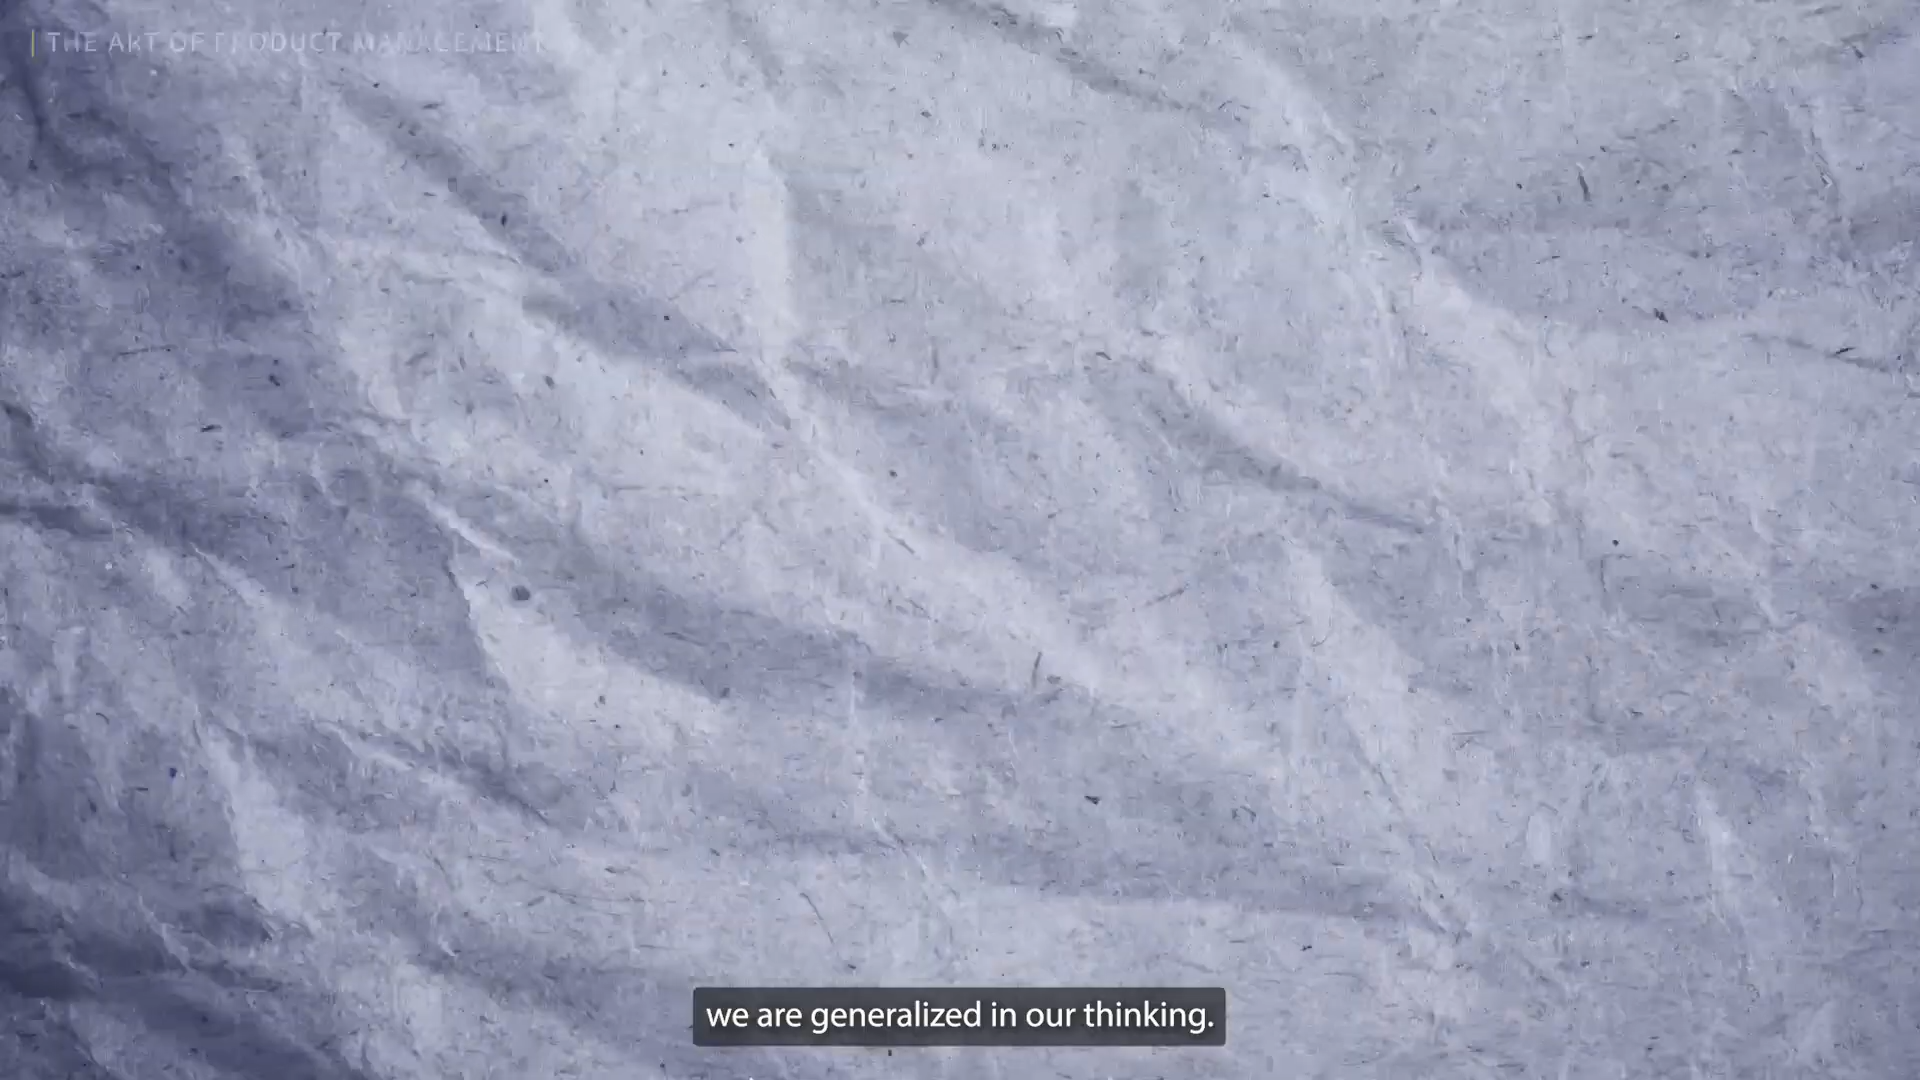 THE ART OF PRODUCT MANAGEMENT
we are generalized in our thinking.